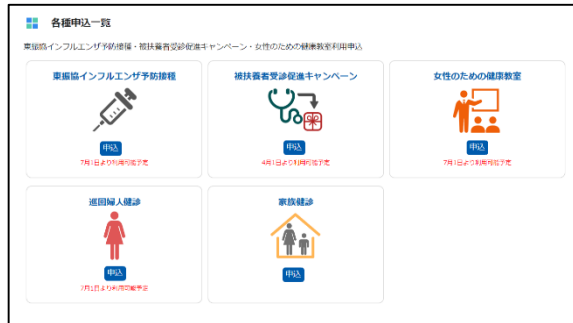 各種申込一覧
東振協インフルエンザ予防接種・被扶養者受診促進キャンペーン・女性のための健康教室利用申込
東振協インフルエンザ予防接種
申込
7月1日より利用可能予定
被扶養者受診促進キャンペーン
申込
4月1日より利用可能予定
女性のための健康教室
申込
7月1日より利用可能予定
巡回婦人健診
申込
7月1日より利用可能予定
家族健診
申込